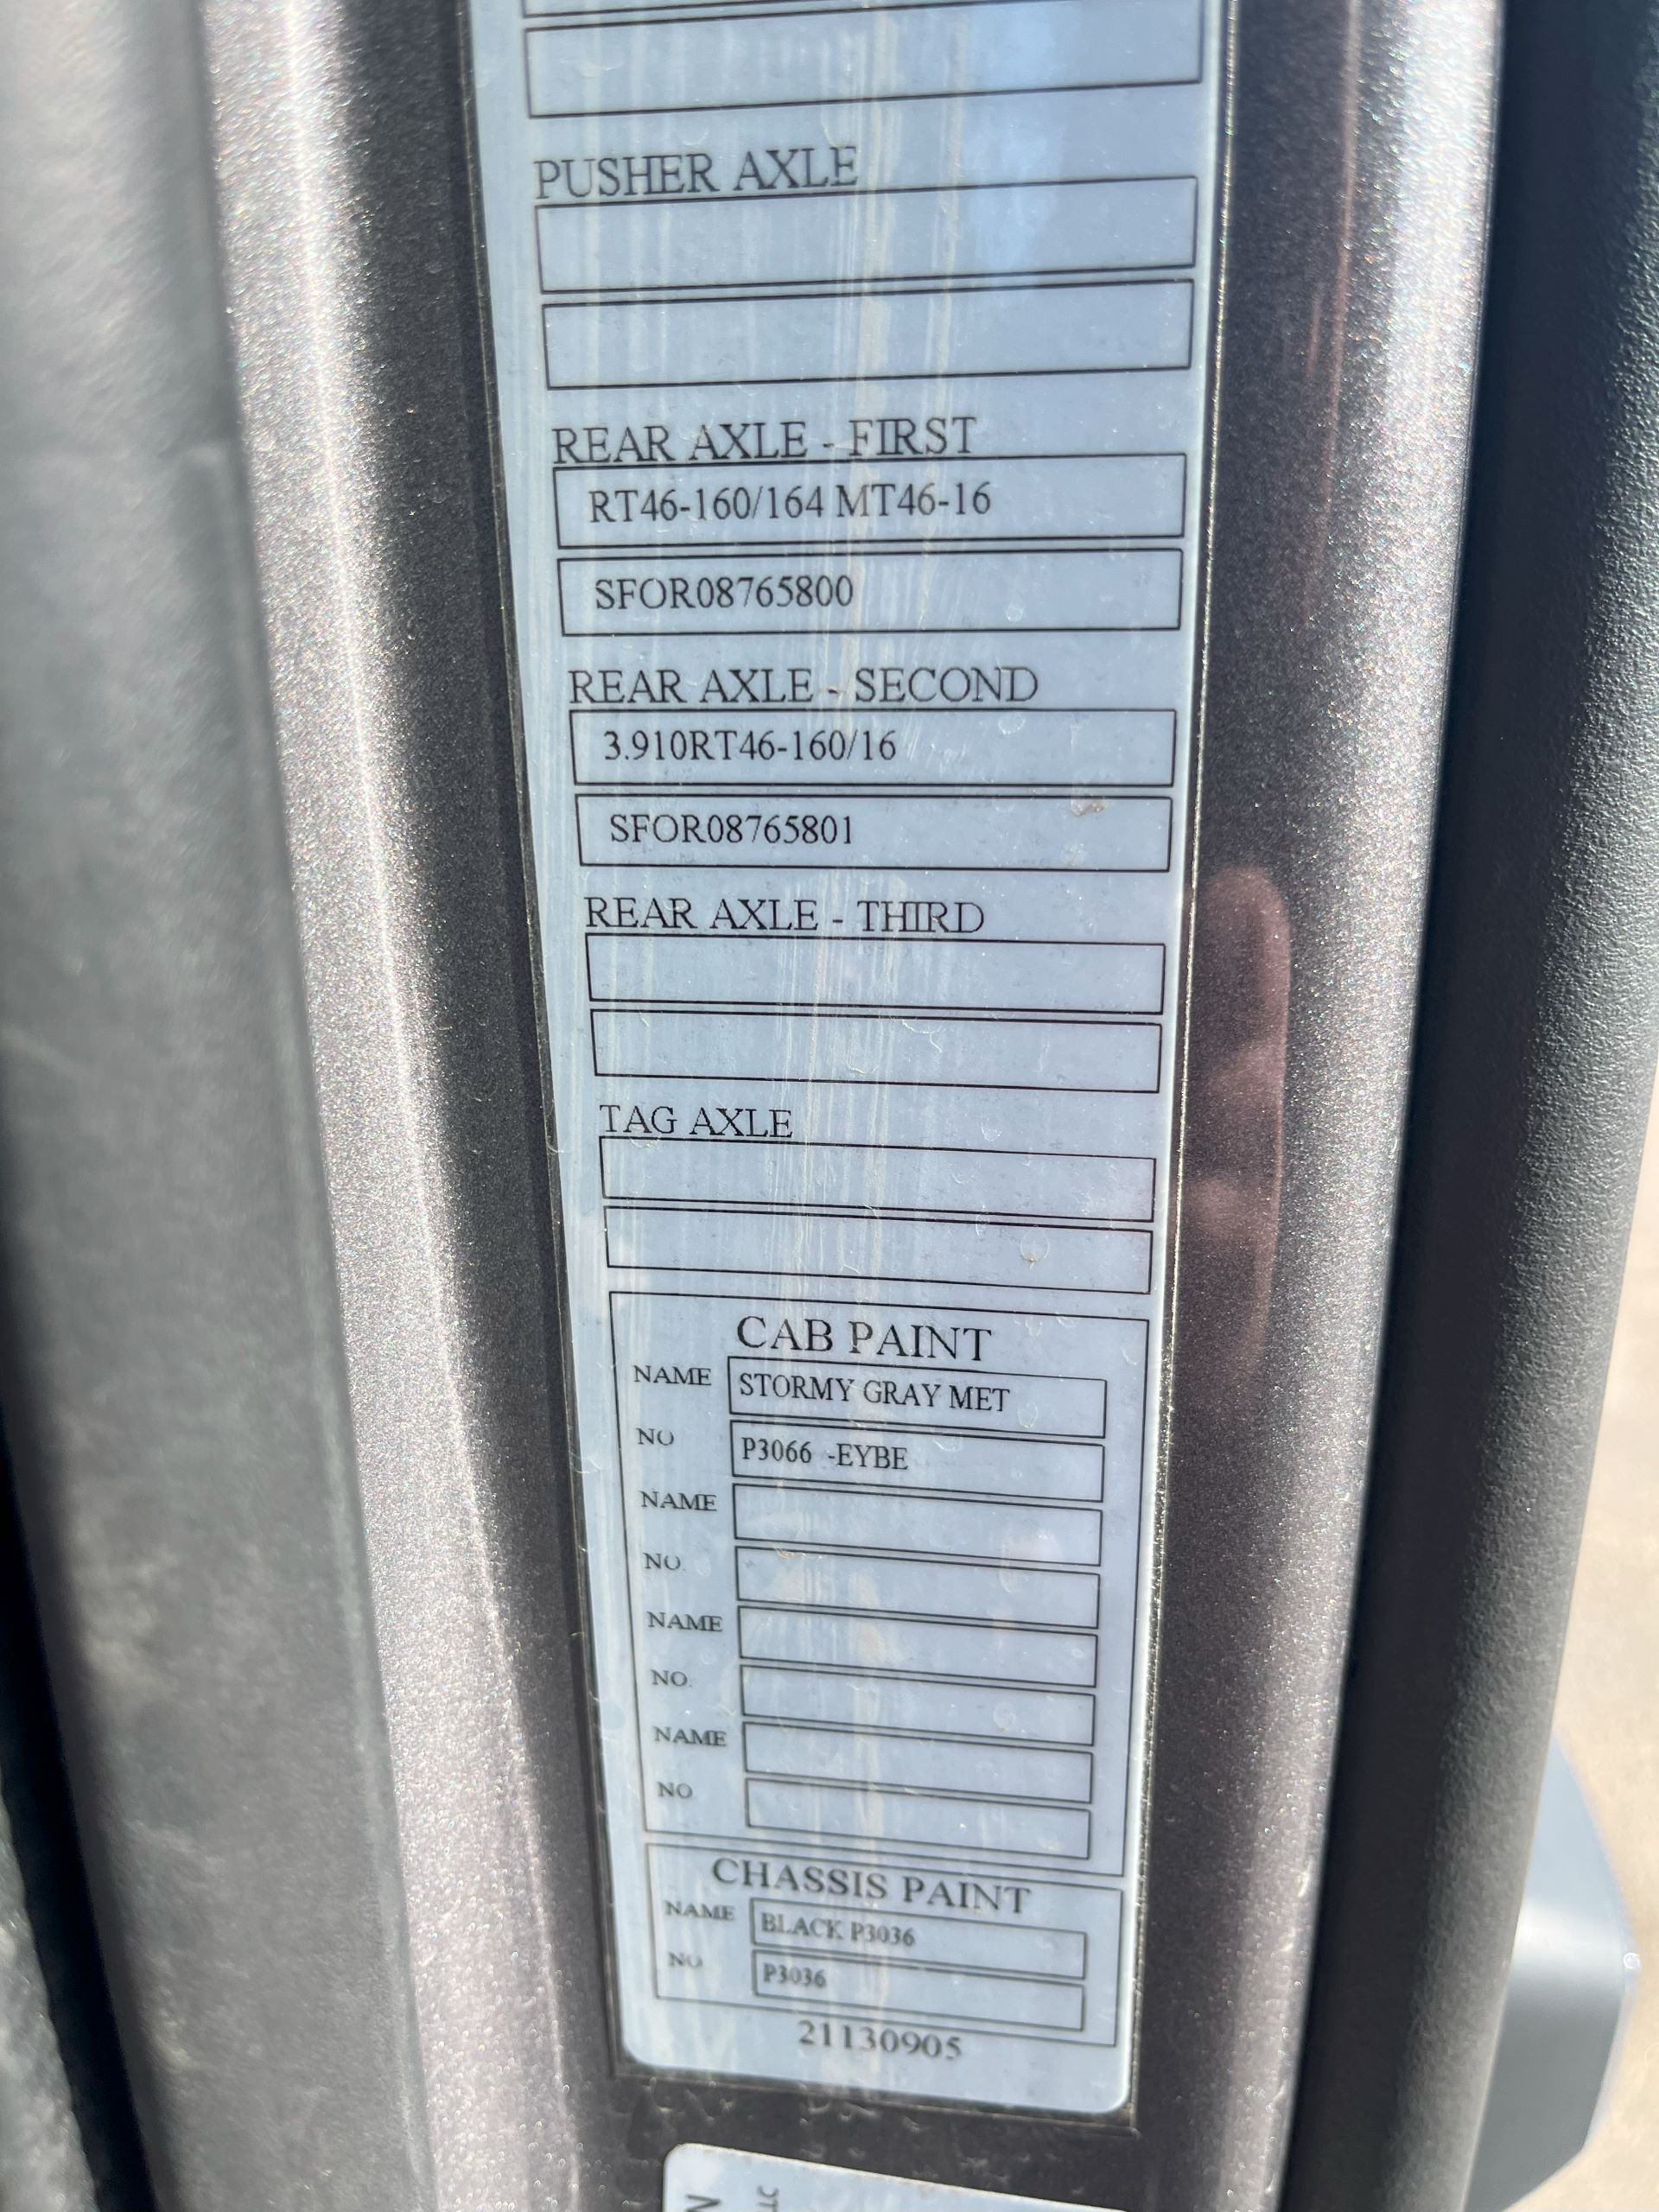 PUSHER AXLE
REAR AXLE - FIRST
RT46-160/164 MT46-16
SFOR08765800
REAR AXLE - SECOND
3.910RT46-160/16
SFOR08765801
REAR AXLE - THIRD
TAG AXLE
CAB PAINT
NAME STORMY GRAY MET
NO P3066 -EYBE
NAME
NO.
NAME
NO.
NAME
NO.
CHASSIS PAINT
NAME BLACK P3036
NO P3036
21130905